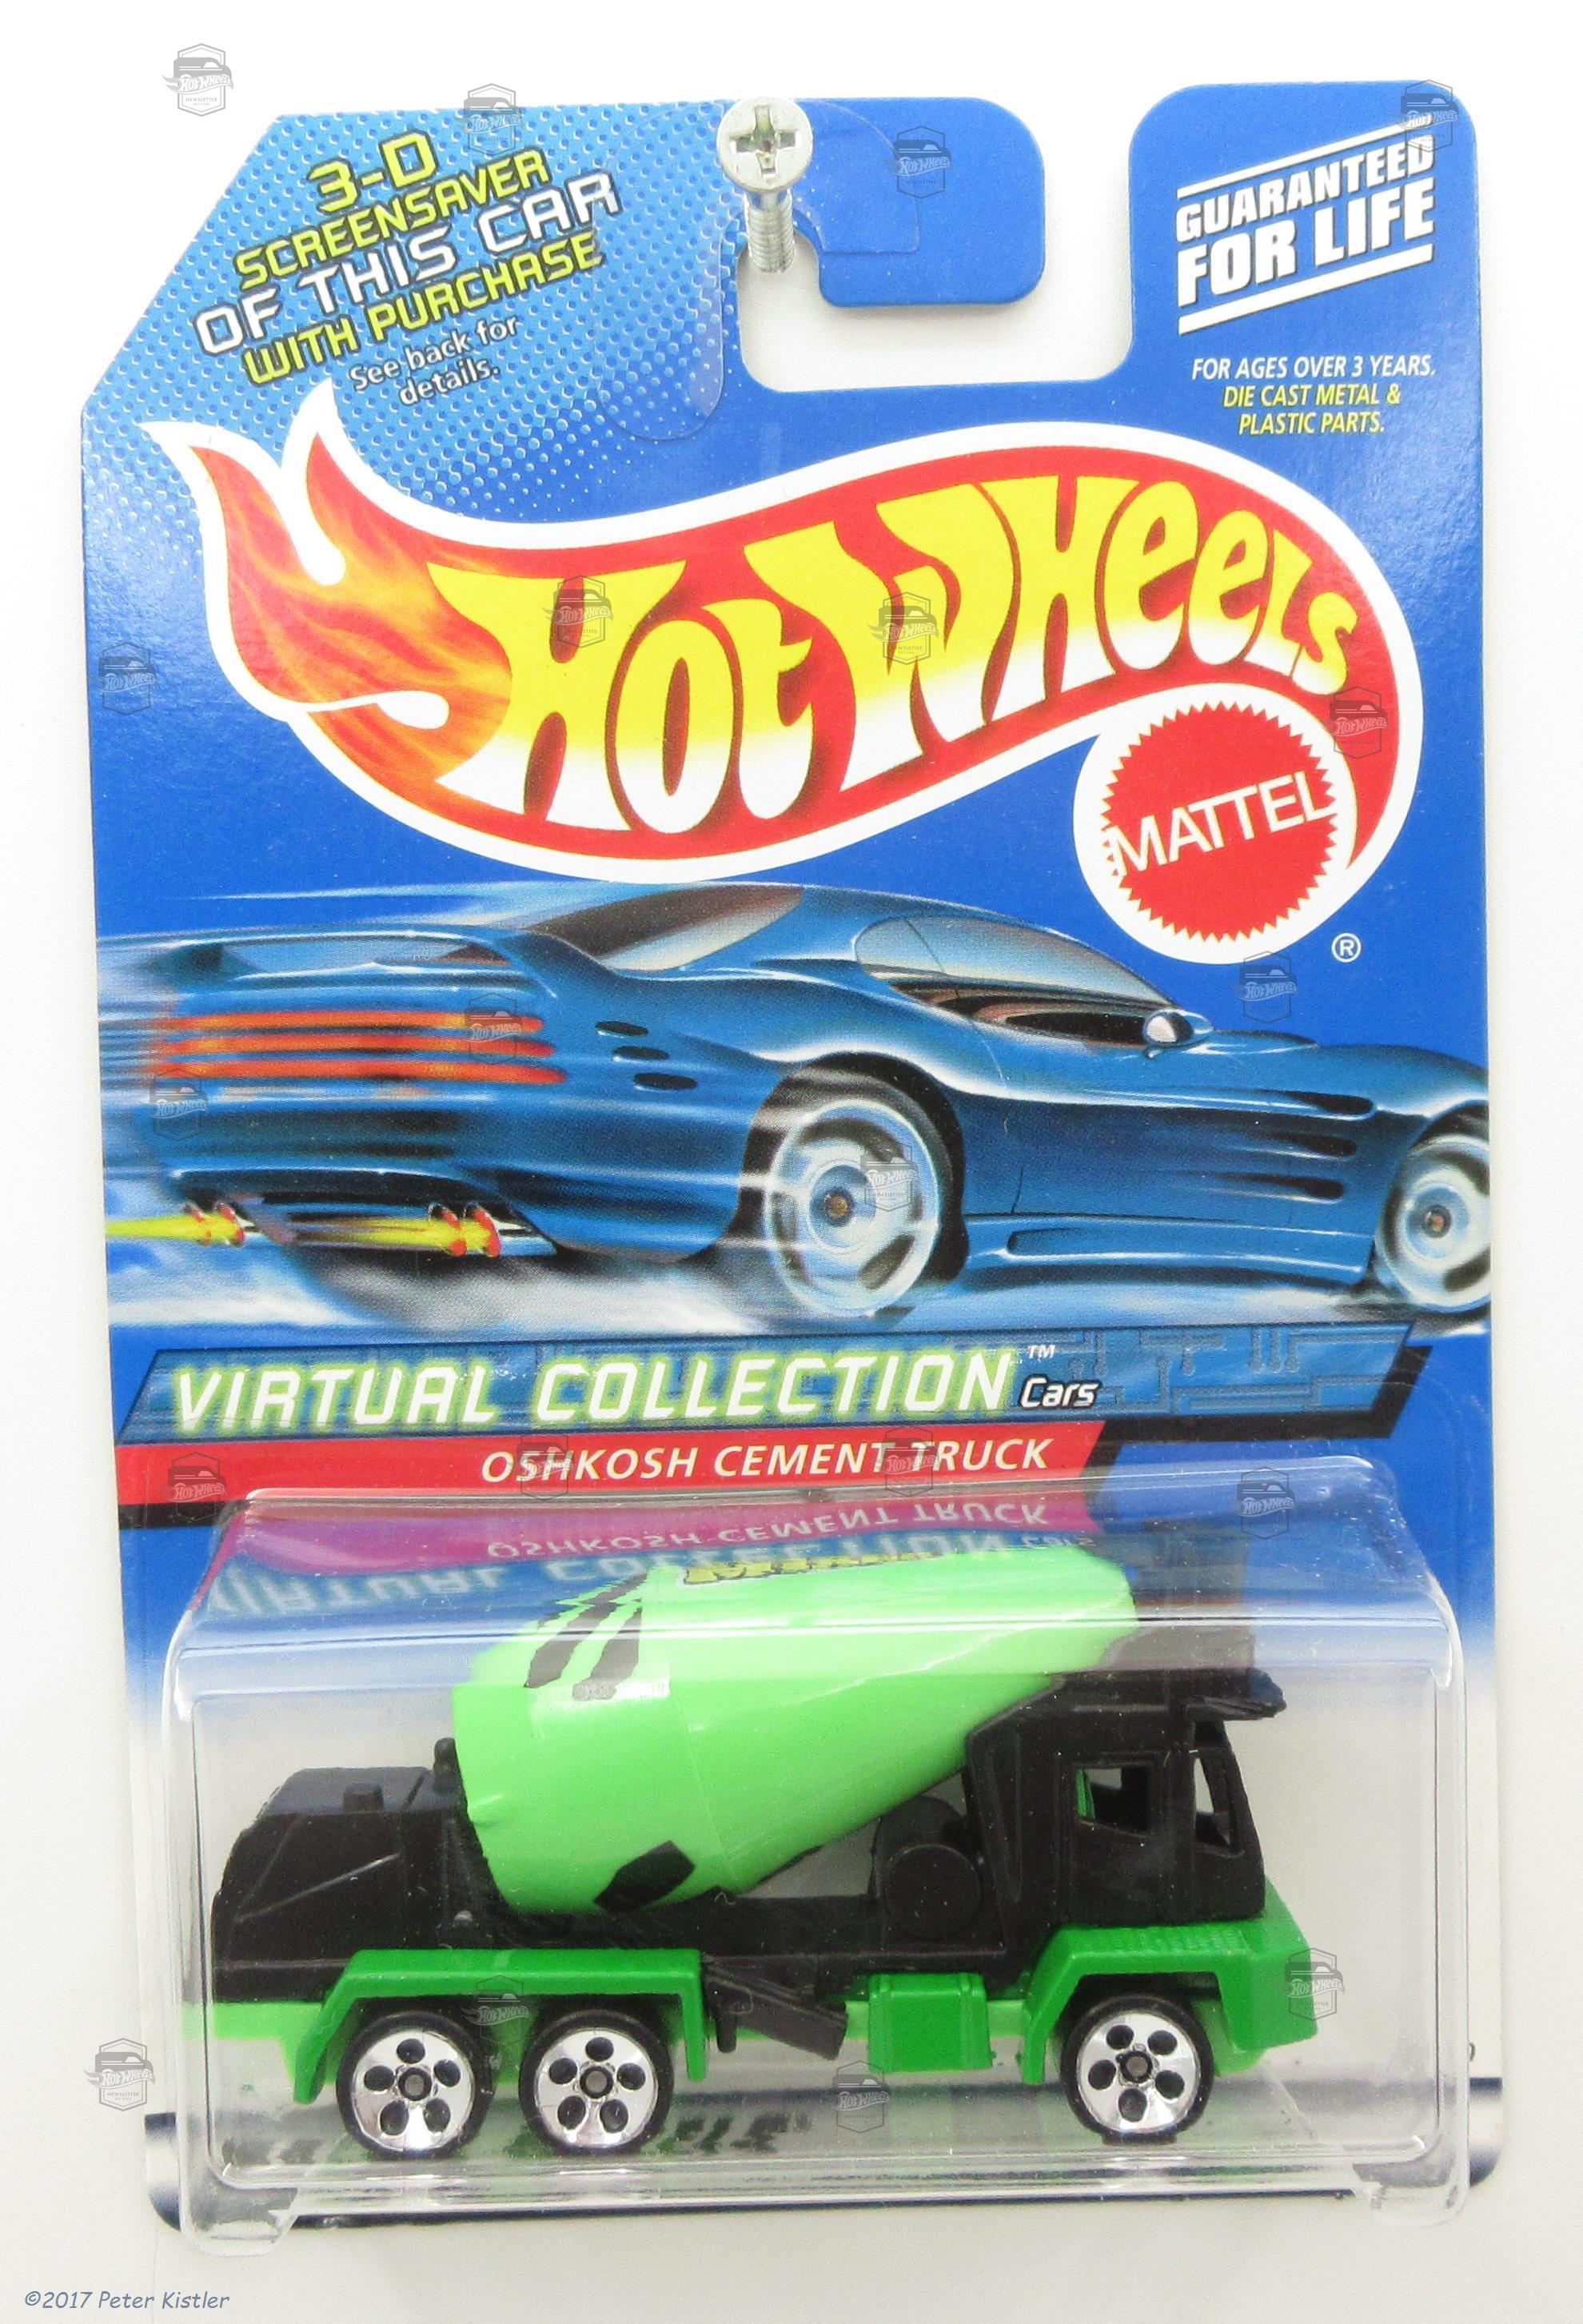 3-D
SCREENSAVER
OF THIS CAR
WITH PURCHASE
See back for
details.
GUARANTEED
FOR LIFE
FOR AGES OVER 3 YEARS.
DIE CAST METAL &
PLASTIC PARTS.
HOT WHEELS
MATTEL
®
VIRTUAL COLLECTION™
Cars
OSHKOSH CEMENT TRUCK
©2017 Peter Kistler